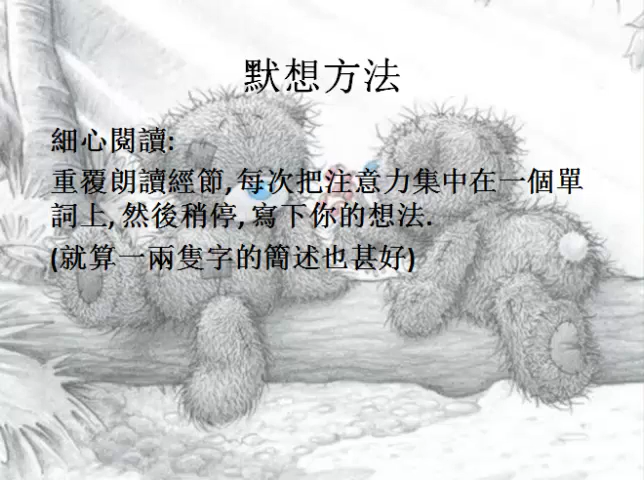 默想方法
細心閱讀:
重覆朗讀經節, 每次把注意力集中在一個單
詞上, 然後稍停, 寫下你的想法.
(就算一兩隻字的簡述也甚好)